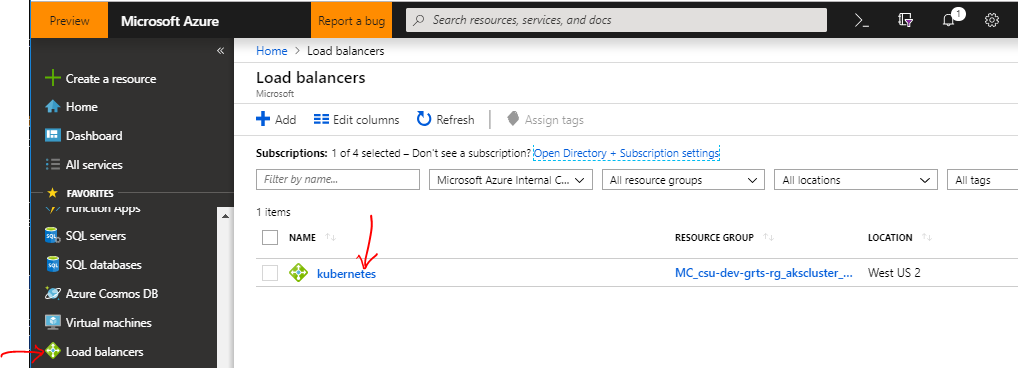 Preview
Microsoft Azure
Report a bug
Search resources, services, and docs
1
«
Create a resource
Home
Dashboard
All services
FAVORITES
Function Apps
SQL servers
SQL databases
Azure Cosmos DB
Virtual machines
Load balancers
Home > Load balancers
Load balancers
Microsoft
Add Edit columns Refresh Assign tags
Subscriptions: 1 of 4 selected – Don't see a subscription? Open Directory + Subscription settings
Filter by name... Microsoft Azure Internal C... All resource groups All locations All tags
1 items
NAME RESOURCE GROUP LOCATION
kubernetes MC_csu-dev-grts-rg_akscluster_... West US 2